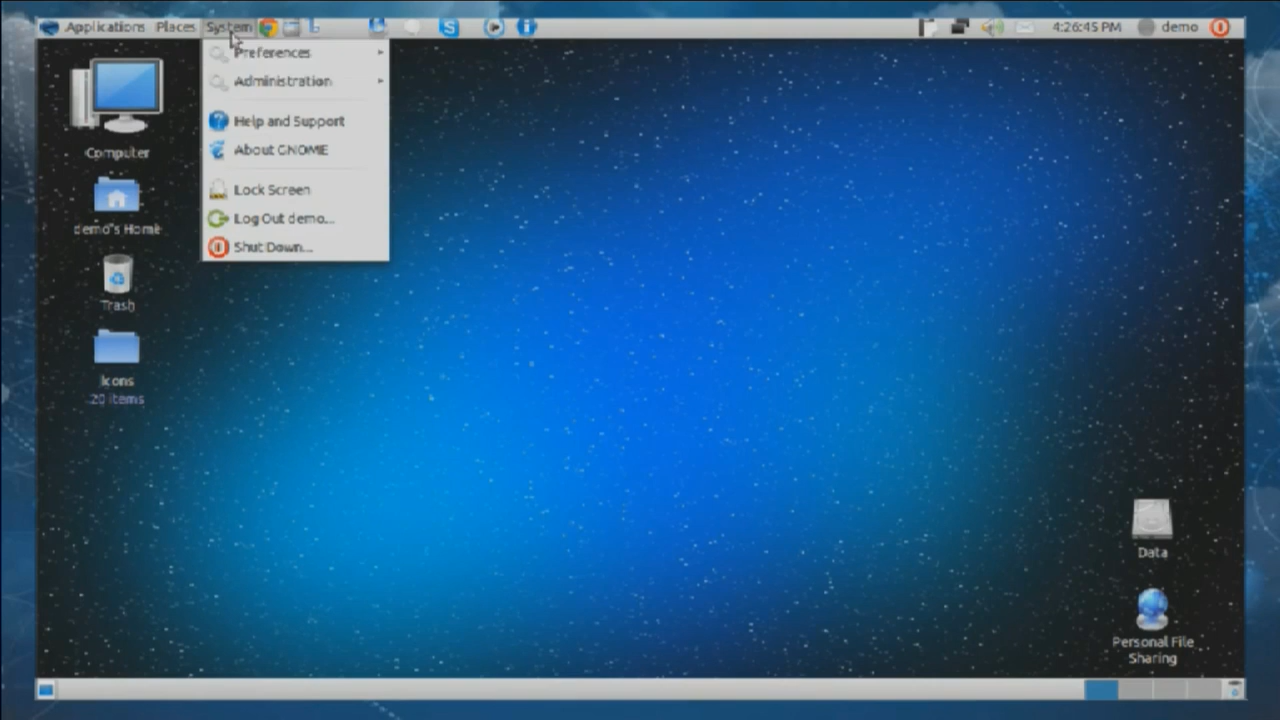 Applications Places System 4:26:45 PM demo
Preferences
Administration
Help and Support
About GNOME
Lock Screen
Log Out demo...
Shut Down...
Computer
demo's Home
Trash
Icons
20 items
Data
Personal File
Sharing